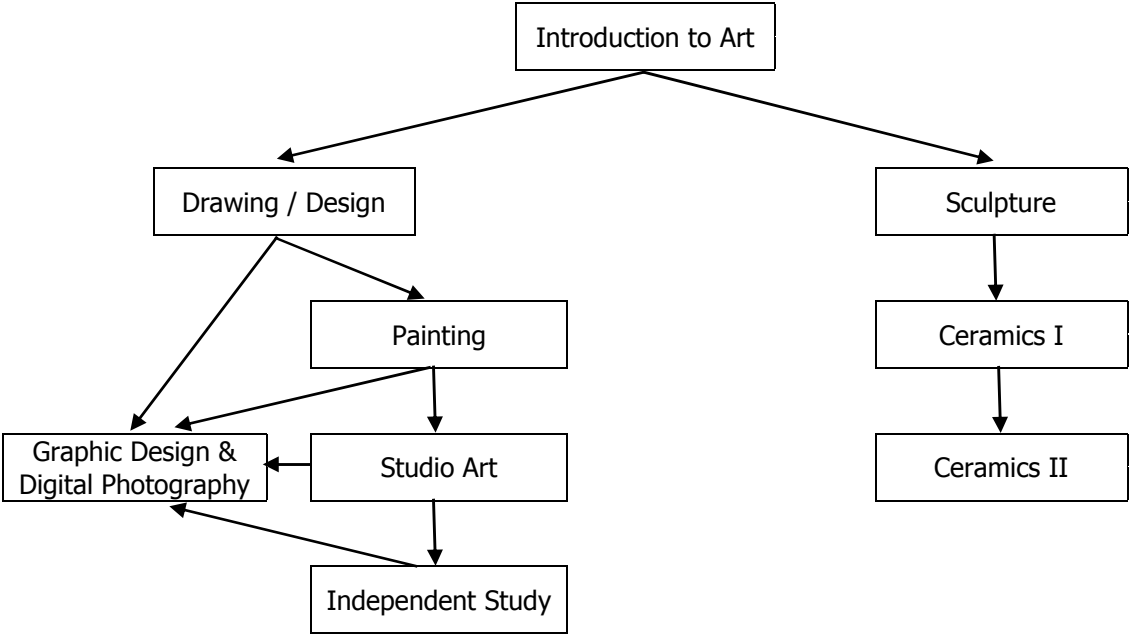 Introduction to Art
Drawing / Design
Sculpture
Painting
Ceramics I
Graphic Design &
Digital Photography
Studio Art
Ceramics II
Independent Study